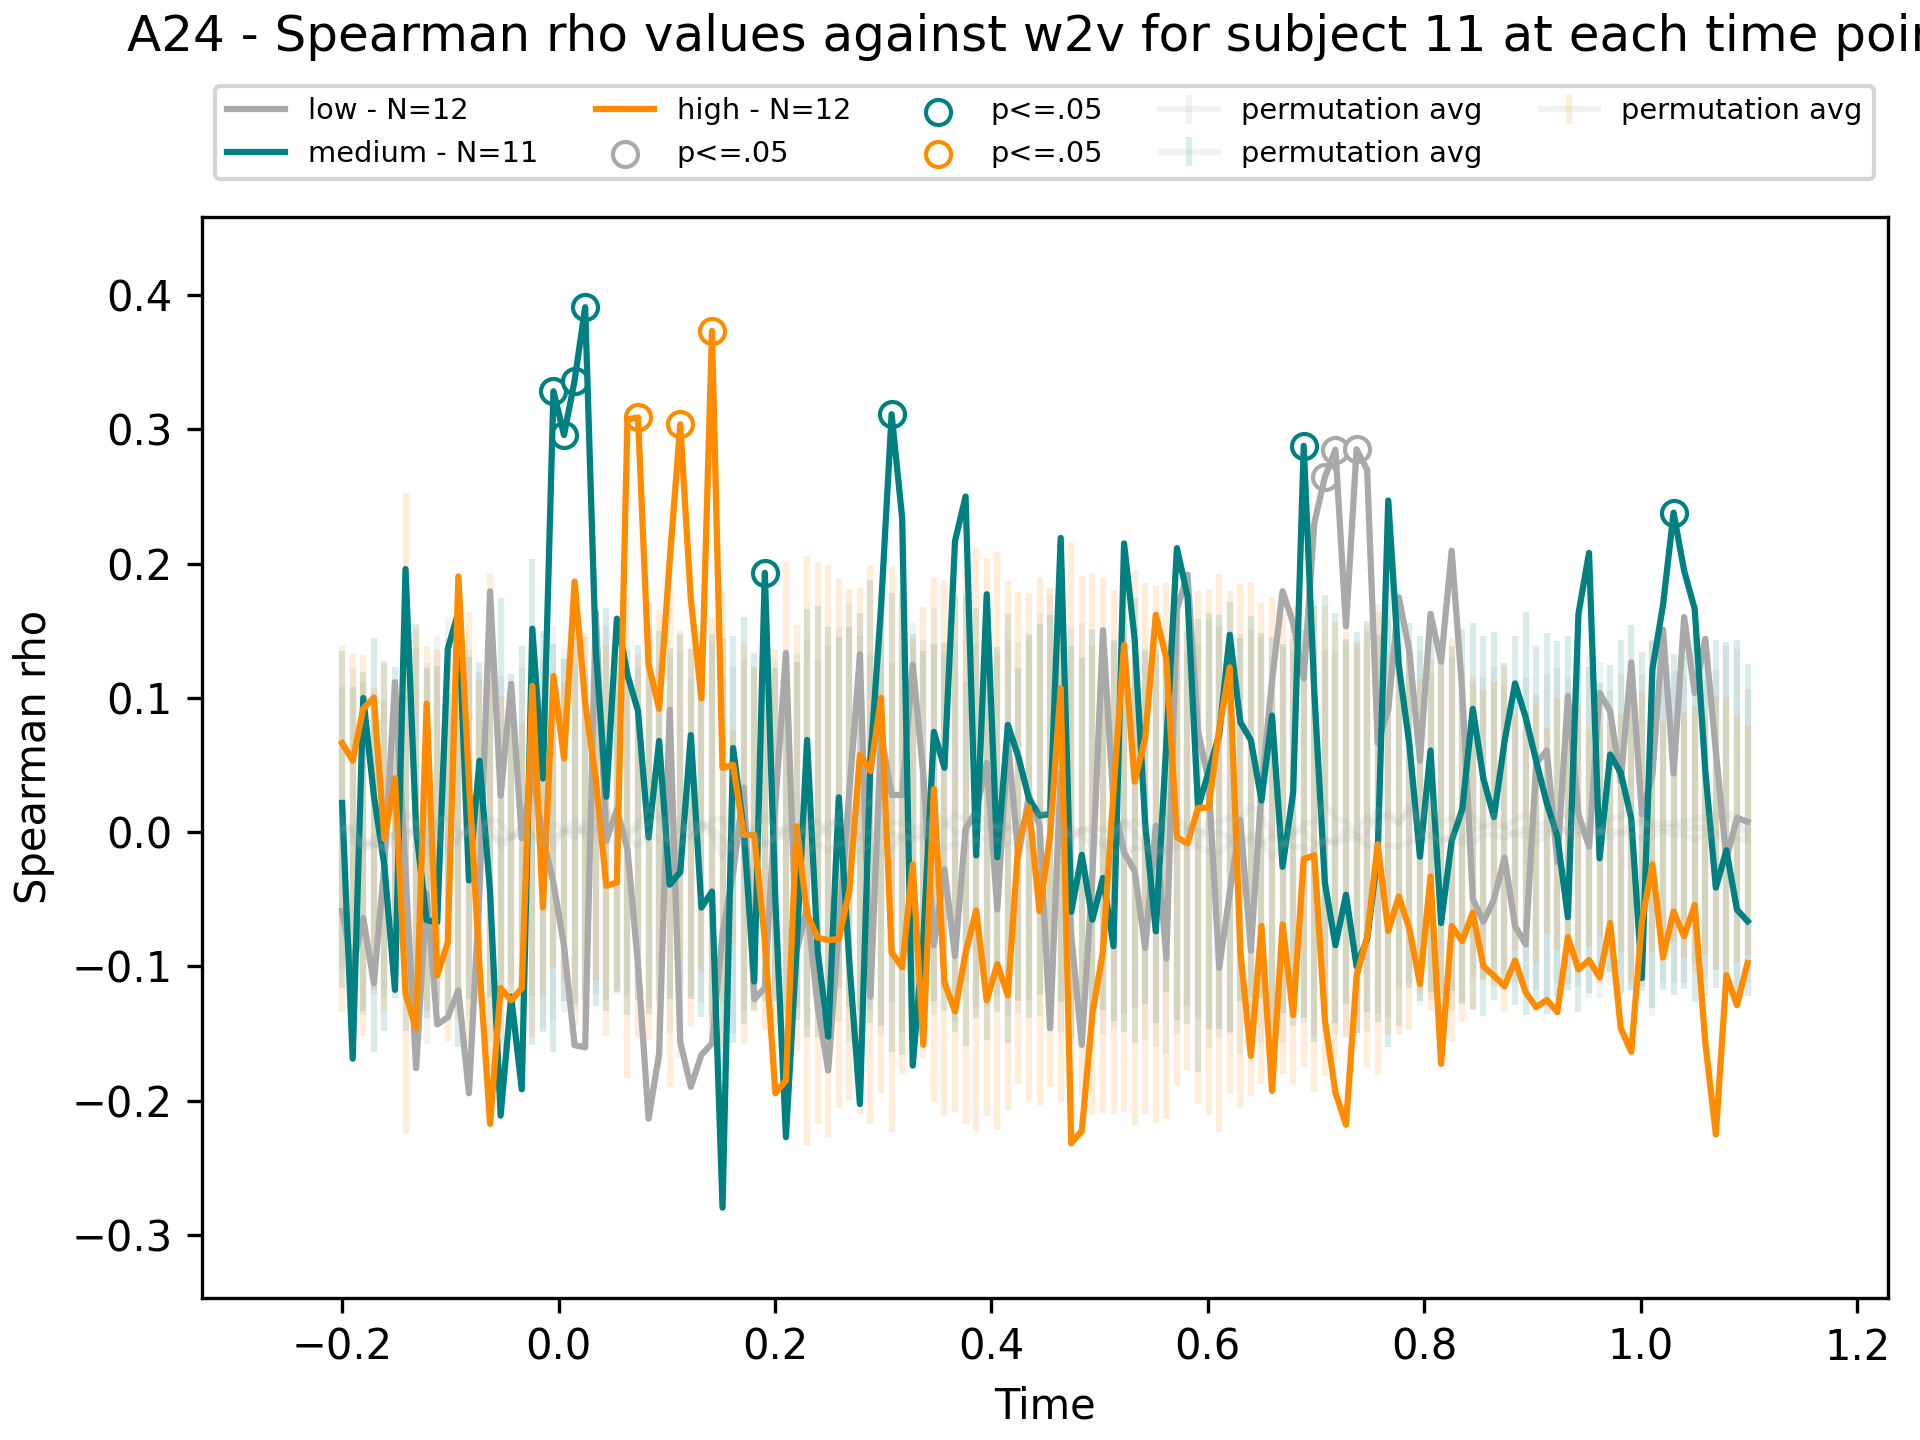 A24 - Spearman rho values against w2v for subject 11 at each time poi
low - N=12
medium - N=11
high - N=12
p<=.05
p<=.05
p<=.05
permutation avg
permutation avg
permutation avg
Spearman rho
0.4
0.3
0.2
0.1
0.0
−0.1
−0.2
−0.3
−0.2 0.0 0.2 0.4 0.6 0.8 1.0 1.2
Time